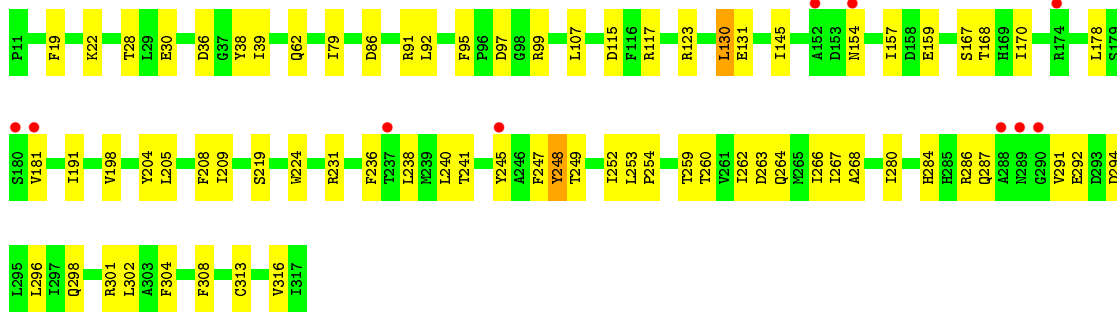 P11 F19 K22 T28 L29 E30 D36 G37 Y38 I39 Q62 I79 D86 R91 L92 F95 P96 D97 G98 R99 L107 D115 F116 R117 R123 L130 E131 I145 A152 D153 N154 I157 D158 E159 S167 T168 H169 I170 R174 L178 S179
S180 V181 I191 V198 Y204 L205 F208 I209 S219 W224 R231 F236 T237 L238 M239 L240 T241 Y245 A246 F247 Y248 T249 I252 L253 P254 T259 T260 V261 I262 D263 Q264 M265 I266 I267 A268 I280 H284 H285 R286 Q287 A288 N289 G290 V291 E292 D293 D294
L295 L296 I297 Q298 R301 L302 A303 F304 F308 C313 V316 I317